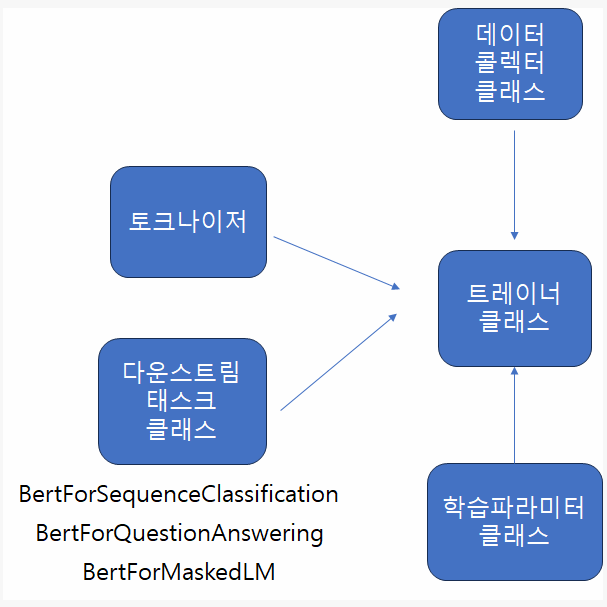 데이터
콜렉터
클래스
토크나이저
트레이너
클래스
다운스트림
태스크
클래스
BertForSequenceClassification
BertForQuestionAnswering
BertForMaskedLM
학습파라미터
클래스